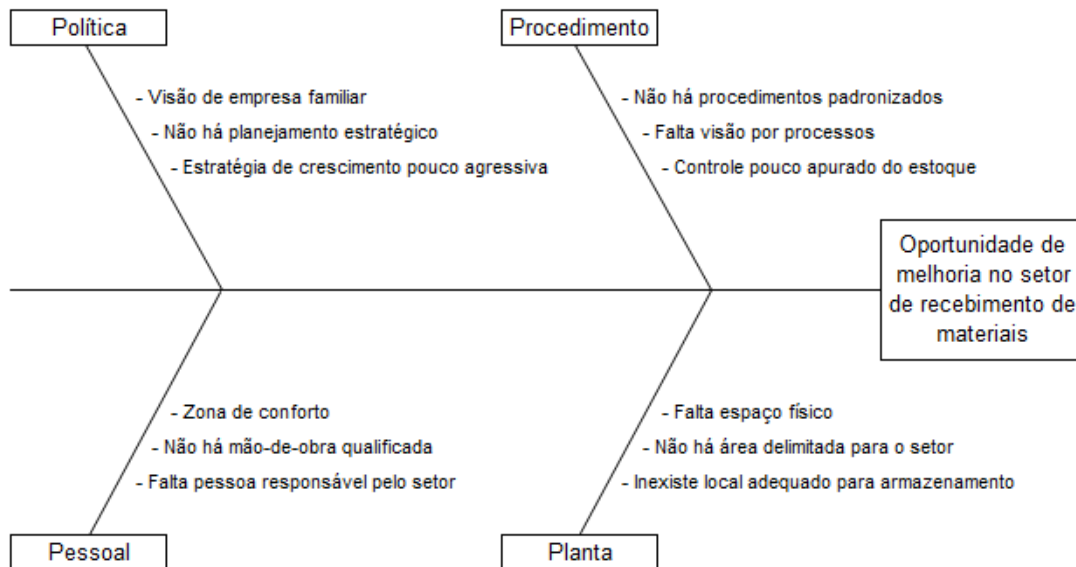 Política
Procedimento
- Visão de empresa familiar
- Não há planejamento estratégico
- Estratégia de crescimento pouco agressiva
- Não há procedimentos padronizados
- Falta visão por processos
- Controle pouco apurado do estoque
Oportunidade de
melhoria no setor
de recebimento de
materiais
- Zona de conforto
- Não há mão-de-obra qualificada
- Falta pessoa responsável pelo setor
- Falta espaço físico
- Não há área delimitada para o setor
- Inexiste local adequado para armazenamento
Pessoal
Planta